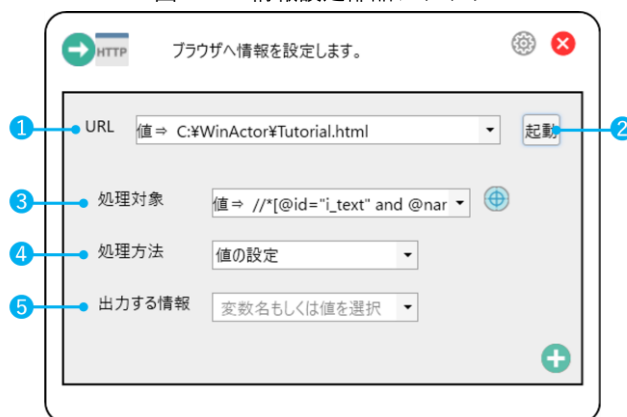 HTTP
ブラウザへ情報を設定します。
1 URL 値⇒ C:¥WinActor¥Tutorial.html 起動 2
3 処理対象 値⇒ //*[@id="i_text" and @nar
4 処理方法 値の設定
5 出力する情報 変数名もしくは値を選択